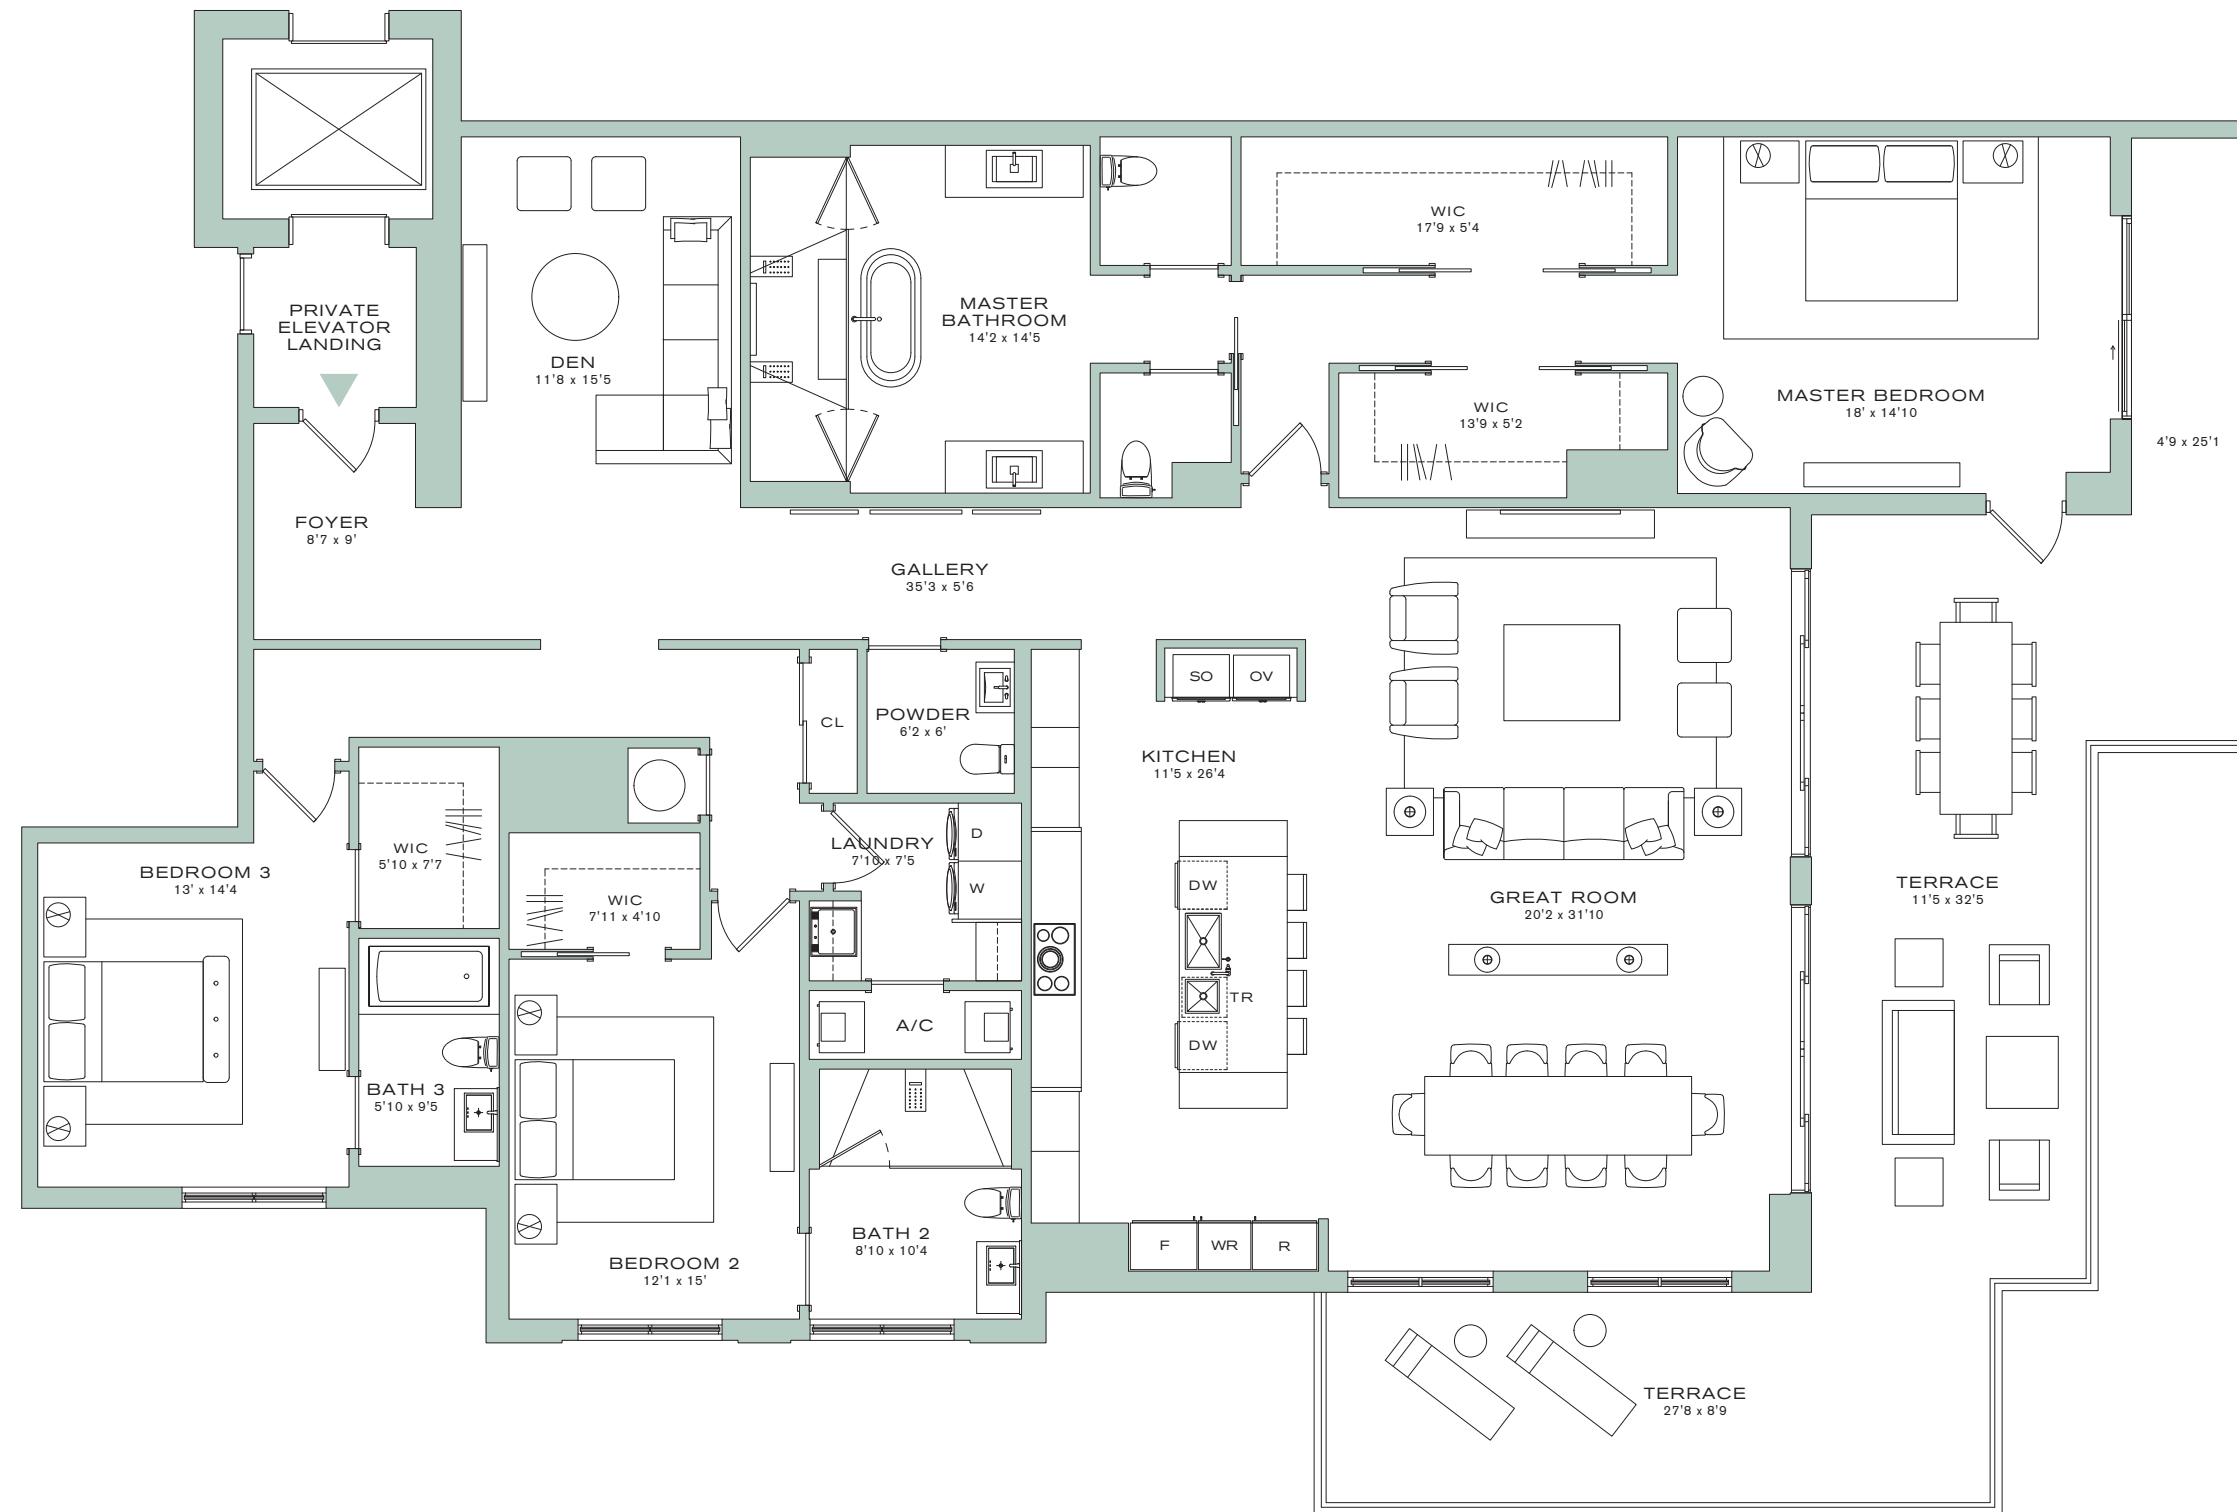 PRIVATE
ELEVATOR
LANDING
DEN
11'8 x 15'5
MASTER
BATHROOM
14'2 x 14'5
WIC
17'9 x 5'4
WIC
13'9 x 5'2
MASTER BEDROOM
18' x 14'10
4'9 x 25'1
FOYER
8'7 x 9'
GALLERY
35'3 x 5'6
CL
POWDER
6'2 x 6'
SO
OV
KITCHEN
11'5 x 26'4
BEDROOM 3
13' x 14'4
WIC
5'10 x 7'7
WIC
7'11 x 4'10
LAUNDRY
7'10 x 7'5
D
W
DW
TR
DW
GREAT ROOM
20'2 x 31'10
TERRACE
11'5 x 32'5
A/C
BATH 3
5'10 x 9'5
BEDROOM 2
12'1 x 15'
BATH 2
8'10 x 10'4
F
WR
R
TERRACE
27'8 x 8'9